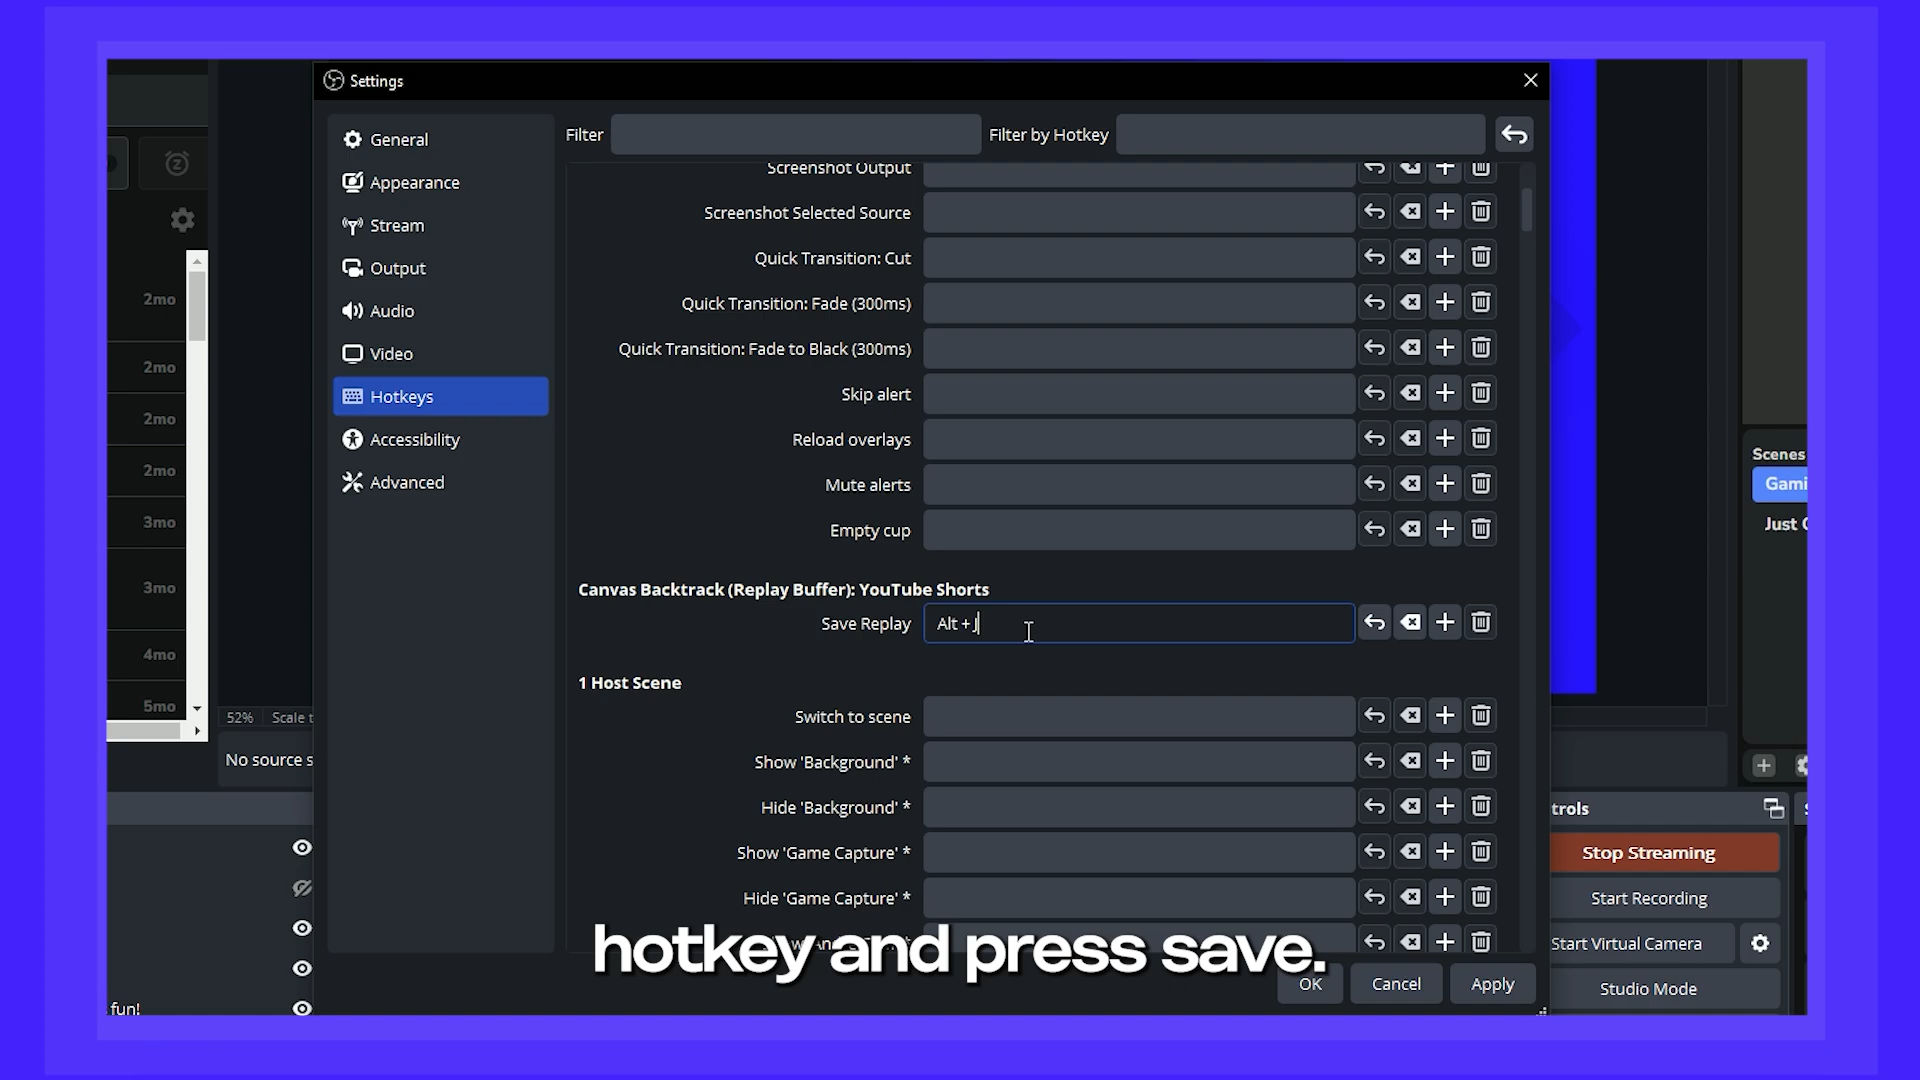 Settings
General
Appearance
Stream
Output
Audio
Video
Hotkeys
Accessibility
Advanced
Filter
Filter by Hotkey
Screenshot Output
Screenshot Selected Source
Quick Transition: Cut
Quick Transition: Fade (300ms)
Quick Transition: Fade to Black (300ms)
Skip alert
Reload overlays
Mute alerts
Empty cup
Canvas Backtrack (Replay Buffer): YouTube Shorts
Save Replay Alt + J
1 Host Scene
Switch to scene
Show 'Background' *
Hide 'Background' *
Show 'Game Capture' *
Hide 'Game Capture' *
hotkey and press save.
OK
Cancel
Apply
2mo
2mo
2mo
2mo
3mo
3mo
4mo
5mo
52%
Scale t
No source s
fun!
Scenes
Gami
Just
trols
Stop Streaming
Start Recording
Start Virtual Camera
Studio Mode